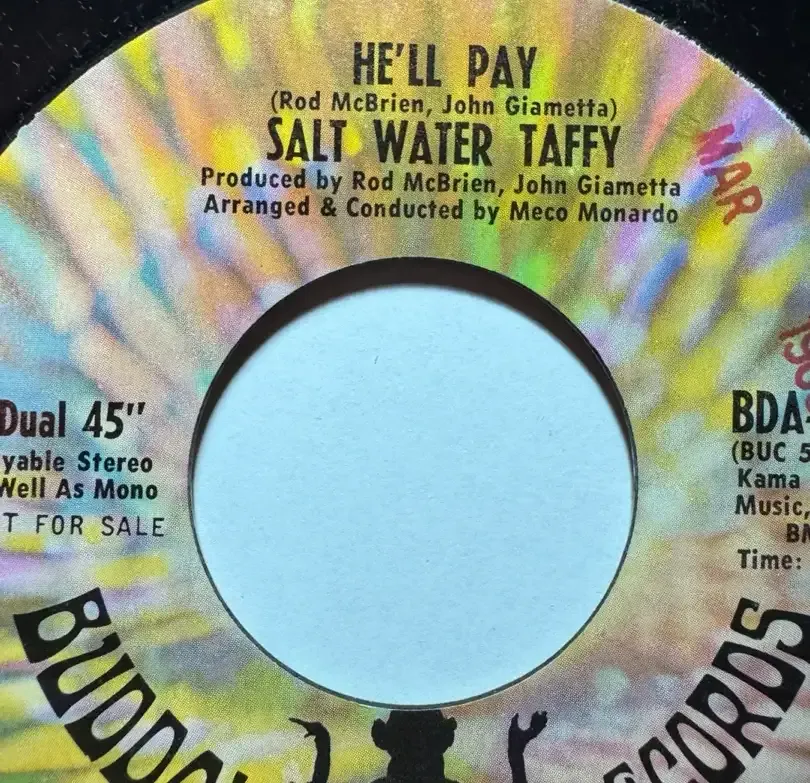 HE'LL PAY
(Rod McBrien, John Giametta)
SALT WATER TAFFY
Produced by Rod McBrien, John Giametta
Arranged & Conducted by Meco Monardo
MAR
Dual 45"
yable Stereo
Well As Mono
T FOR SALE
BDA-
(BUC 5
Kama
Music,
BM
Time:
BUDDAH RECORDS